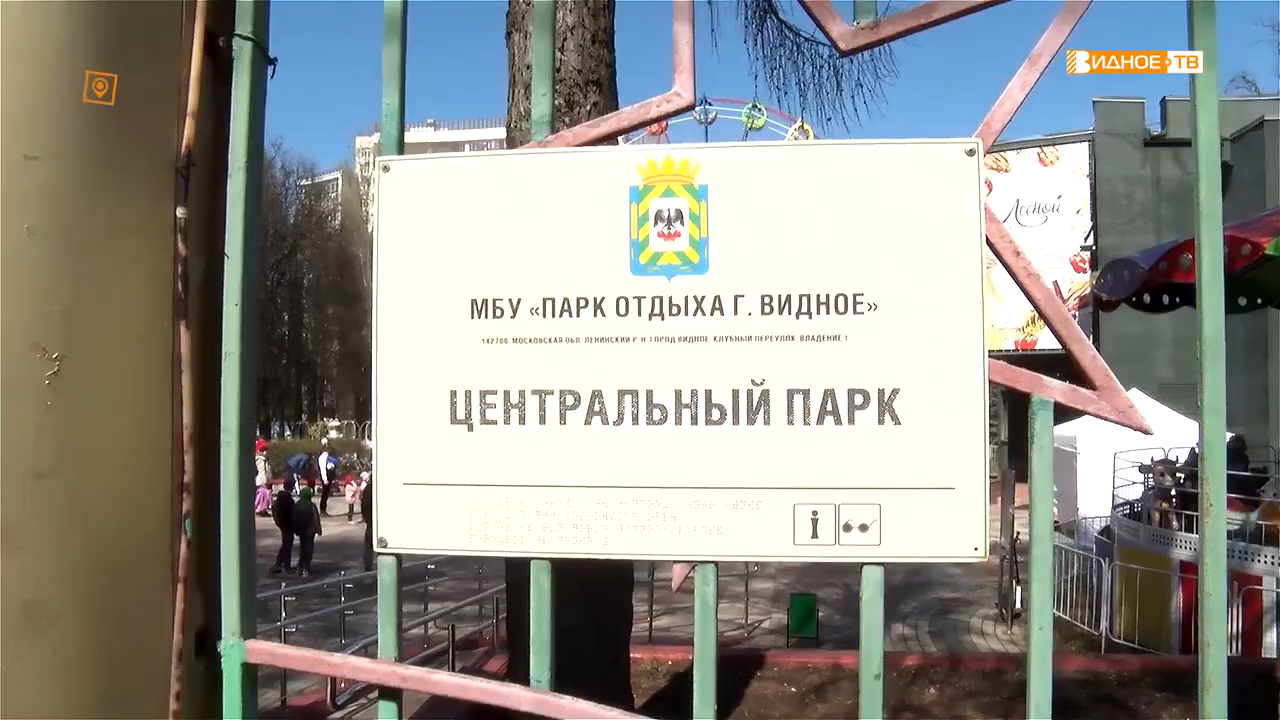 ВИДНОЕ ТВ
Лесной
МБУ «ПАРК ОТДЫХА Г. ВИДНОЕ»
142700 МОСКОВСКАЯ ОБЛ ЛЕНИНСКИЙ Р-Н ГОРОД ВИДНОЕ КЛУБНЫЙ ПЕРЕУЛОК ВЛАДЕНИЕ 1
ЦЕНТРАЛЬНЫЙ ПАРК